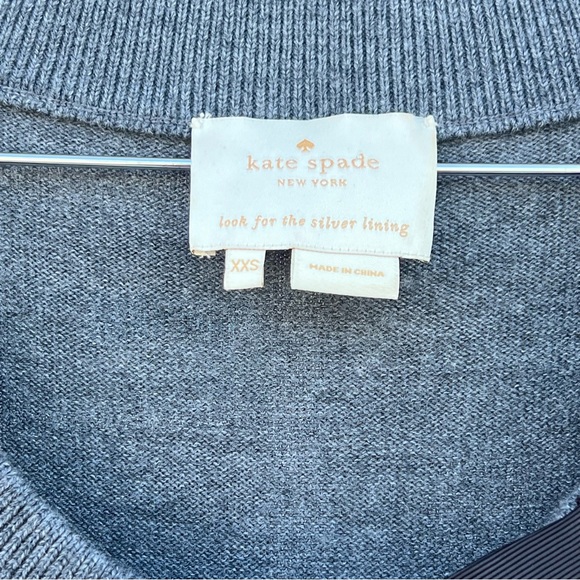 kate spade
NEW YORK
look for the silver lining
XXS
MADE IN CHINA